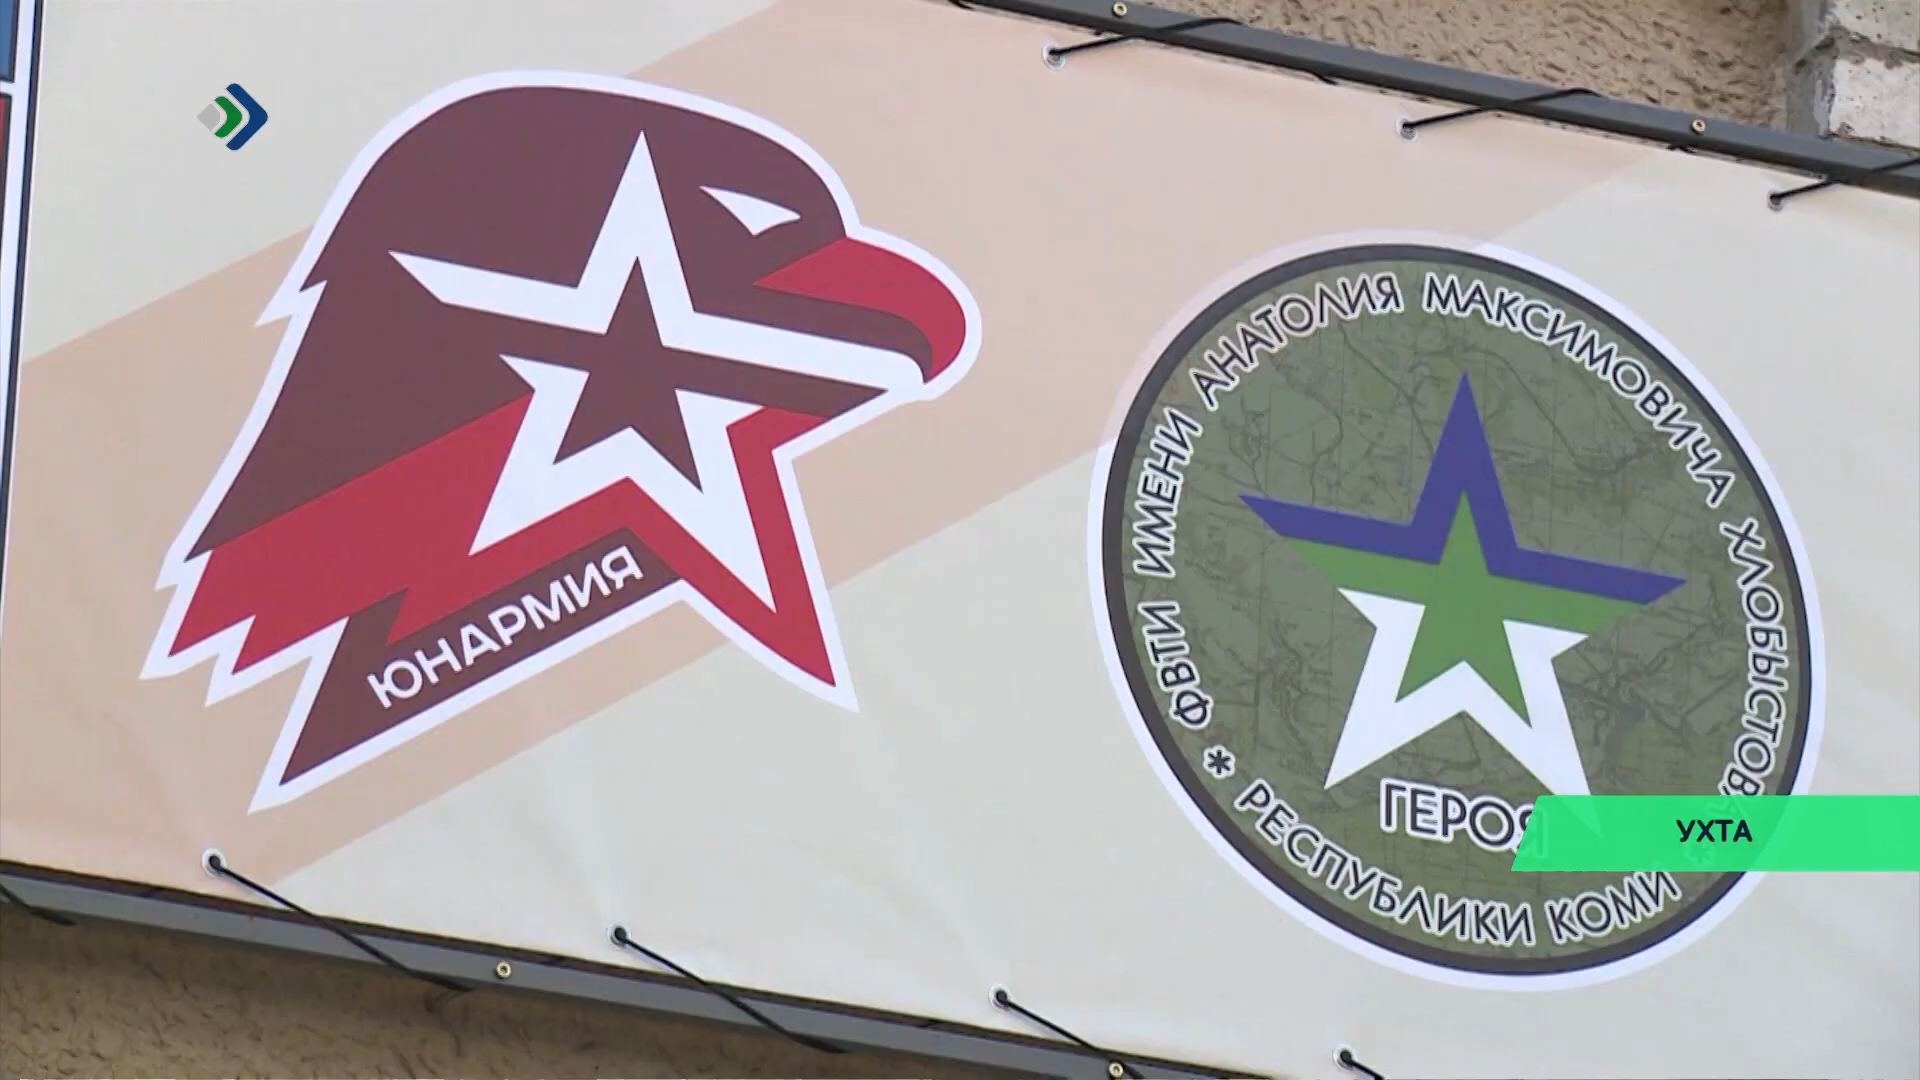 ЮНАРМИЯ
ФВТИ ИМЕНИ АНАТОЛИЯ МАКСИМОВИЧА ХЛОБЫСТОВА
ГЕРОЯ
* РЕСПУБЛИКИ КОМИ *
УХТА